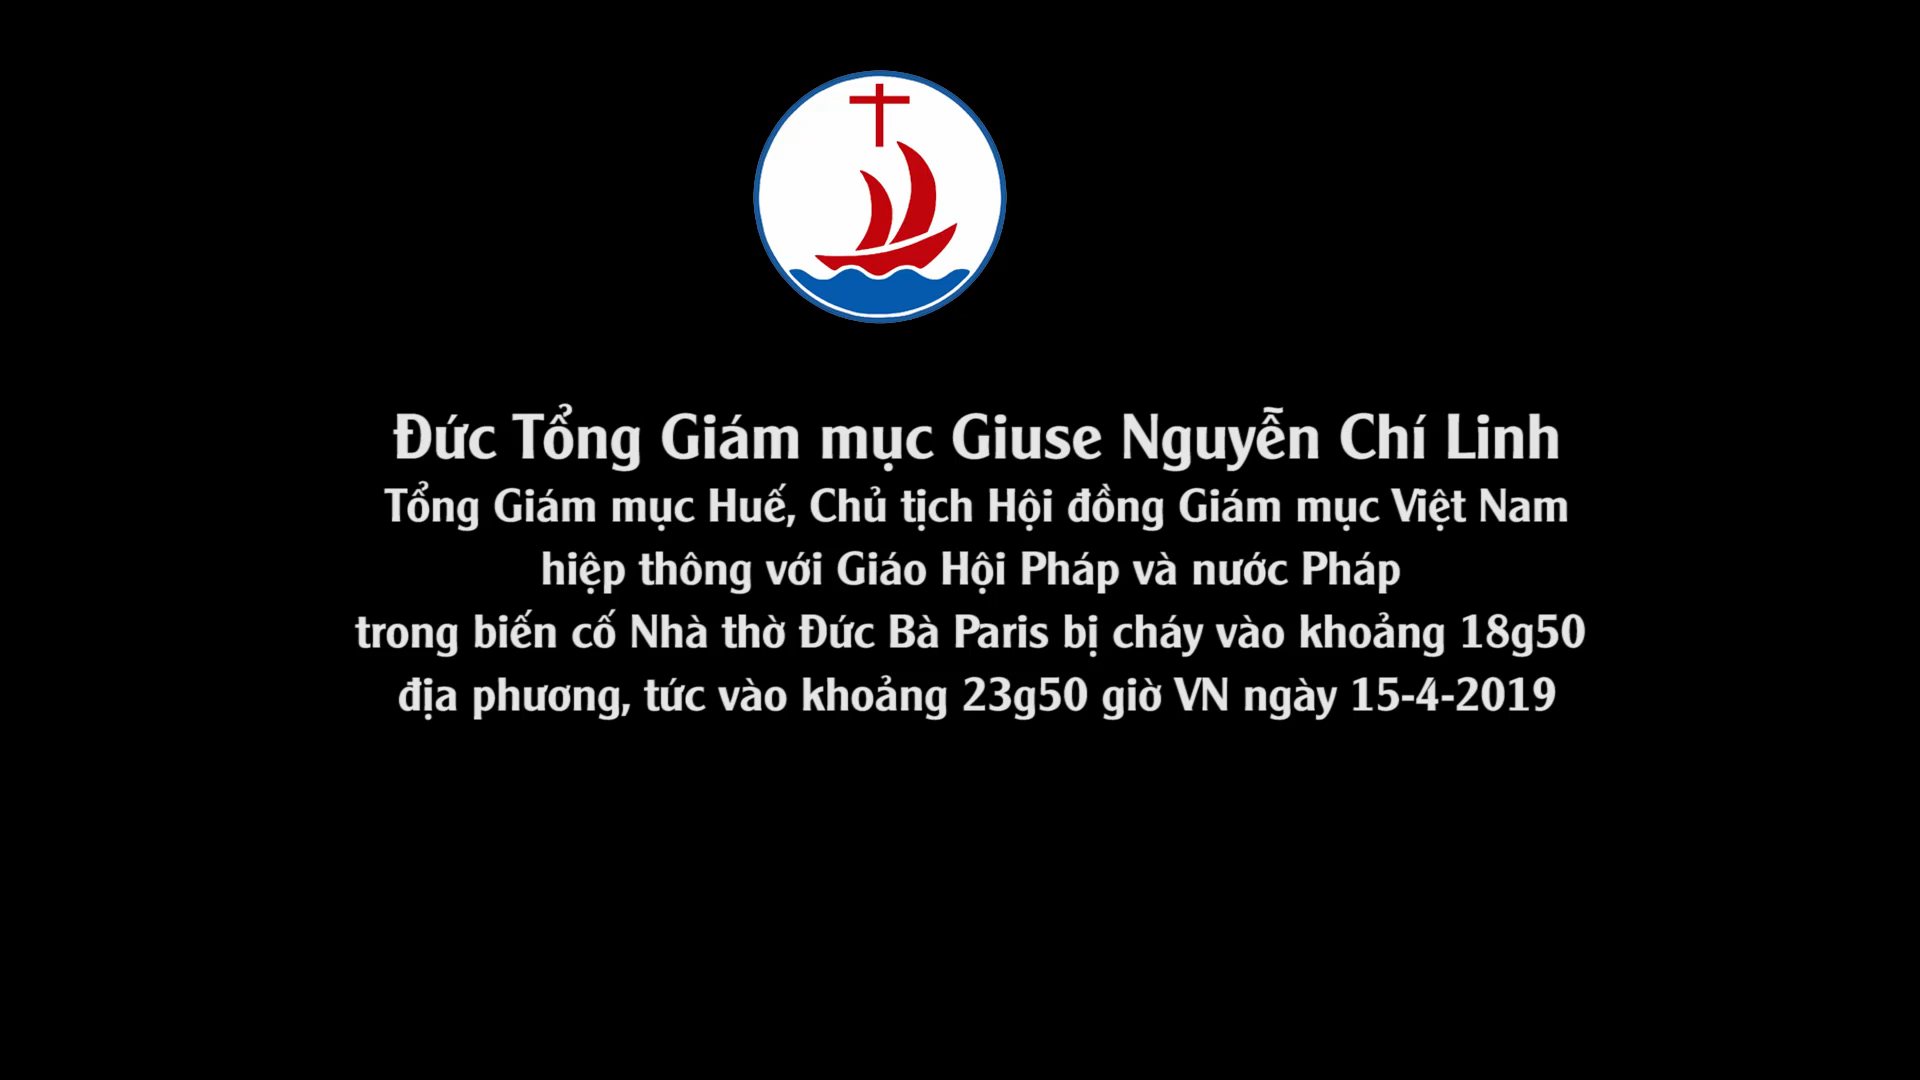 Đức Tổng Giám mục Giuse Nguyễn Chí Linh
Tổng Giám mục Huế, Chủ tịch Hội đồng Giám mục Việt Nam
hiệp thông với Giáo Hội Pháp và nước Pháp
trong biến cố Nhà thờ Đức Bà Paris bị cháy vào khoảng 18g50
địa phương, tức vào khoảng 23g50 giờ VN ngày 15-4-2019